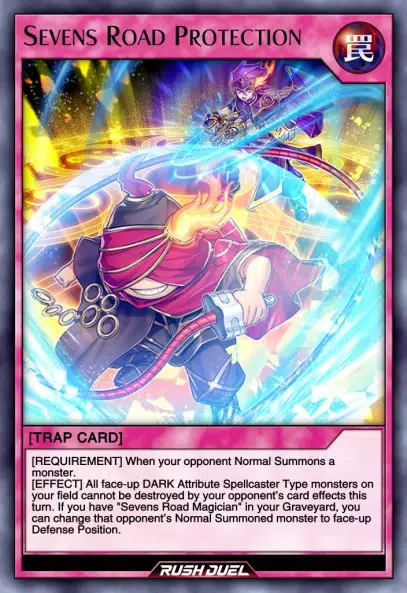 SEVENS ROAD PROTECTION
罠
[TRAP CARD]
[REQUIREMENT] When your opponent Normal Summons a
monster.
[EFFECT] All face-up DARK Attribute Spellcaster Type monsters on
your field cannot be destroyed by your opponent's card effects
this turn. If you have "Sevens Road Magician" in your Graveyard, you
can change that opponent's Normal Summoned monster to face-up
Defense Position.
RUSH DUEL